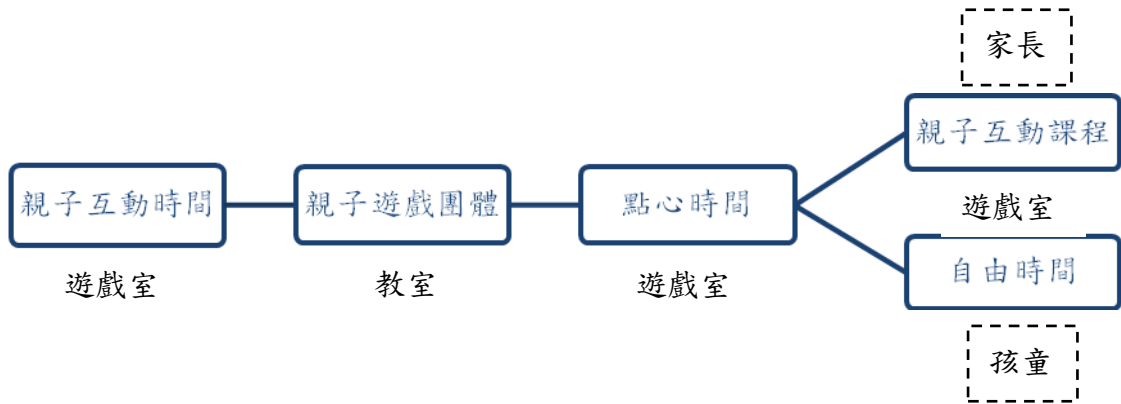 家長
親子互動時間
親子遊戲團體
點心時間
親子互動課程
遊戲室
教室
遊戲室
遊戲室
自由時間
孩童